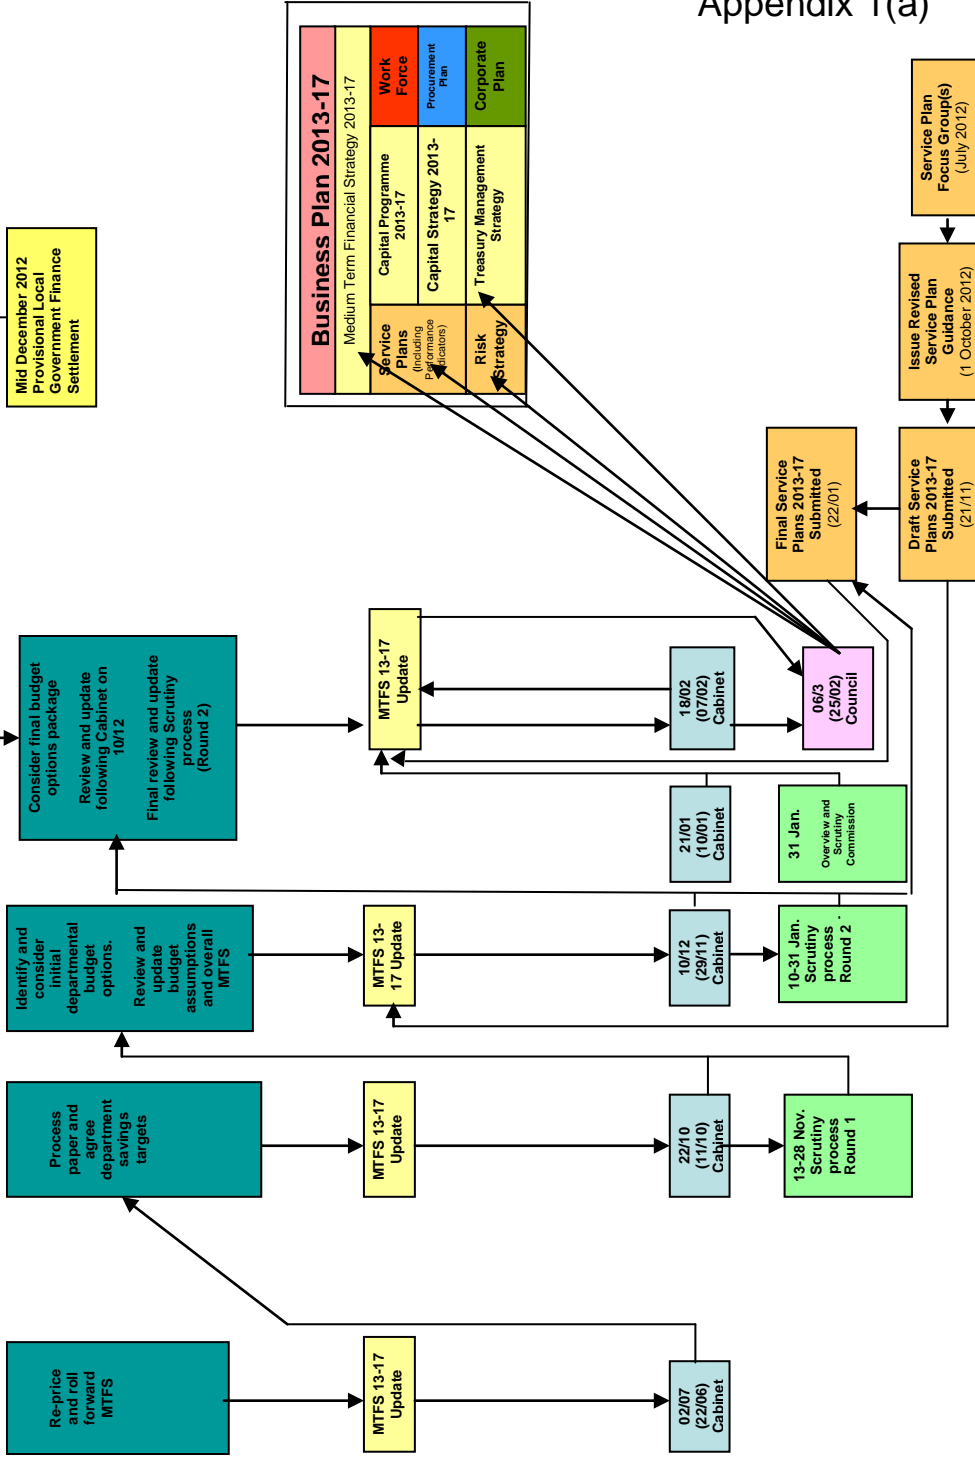 Appendix 1(a)
Re-price
and roll
forward
MTFS
MTFS 13-17
Update
02/07
(22/06)
Cabinet
Process
paper and
agree
department
savings
targets
MTFS 13-17
Update
22/10
(11/10)
Cabinet
13-28 Nov.
Scrutiny
process
Round 1
Identify and
consider
initial
departmental
budget
options.
Review and
update
budget
assumptions
and overall
MTFS
MTFS 13-
17 Update
10/12
(29/11)
Cabinet
10-31 Jan.
Scrutiny
process
Round 2
.
Consider final budget
options package
Review and update
following Cabinet on
10/12
Final review and update
following Scrutiny
process
(Round 2)
MTFS 13-17
Update
21/01
(10/01)
Cabinet
31 Jan.
Overview and
Scrutiny
Commission
18/02
(07/02)
Cabinet
06/3
(25/02)
Council
Mid December 2012
Provisional Local
Government Finance
Settlement
Business Plan 2013-17
Medium Term Financial Strategy 2013-17
Service
Plans
(Including
Performance
Indicators)
Capital Programme
2013-17
Work
Force
Capital Strategy 2013-
17
Procurement
Plan
Risk
Strategy
Treasury Management
Strategy
Corporate
Plan
Final Service
Plans 2013-17
Submitted
(22/01)
Draft Service
Plans 2013-17
Submitted
(21/11)
Issue Revised
Service Plan
Guidance
(1 October 2012)
Service Plan
Focus Group(s)
(July 2012)